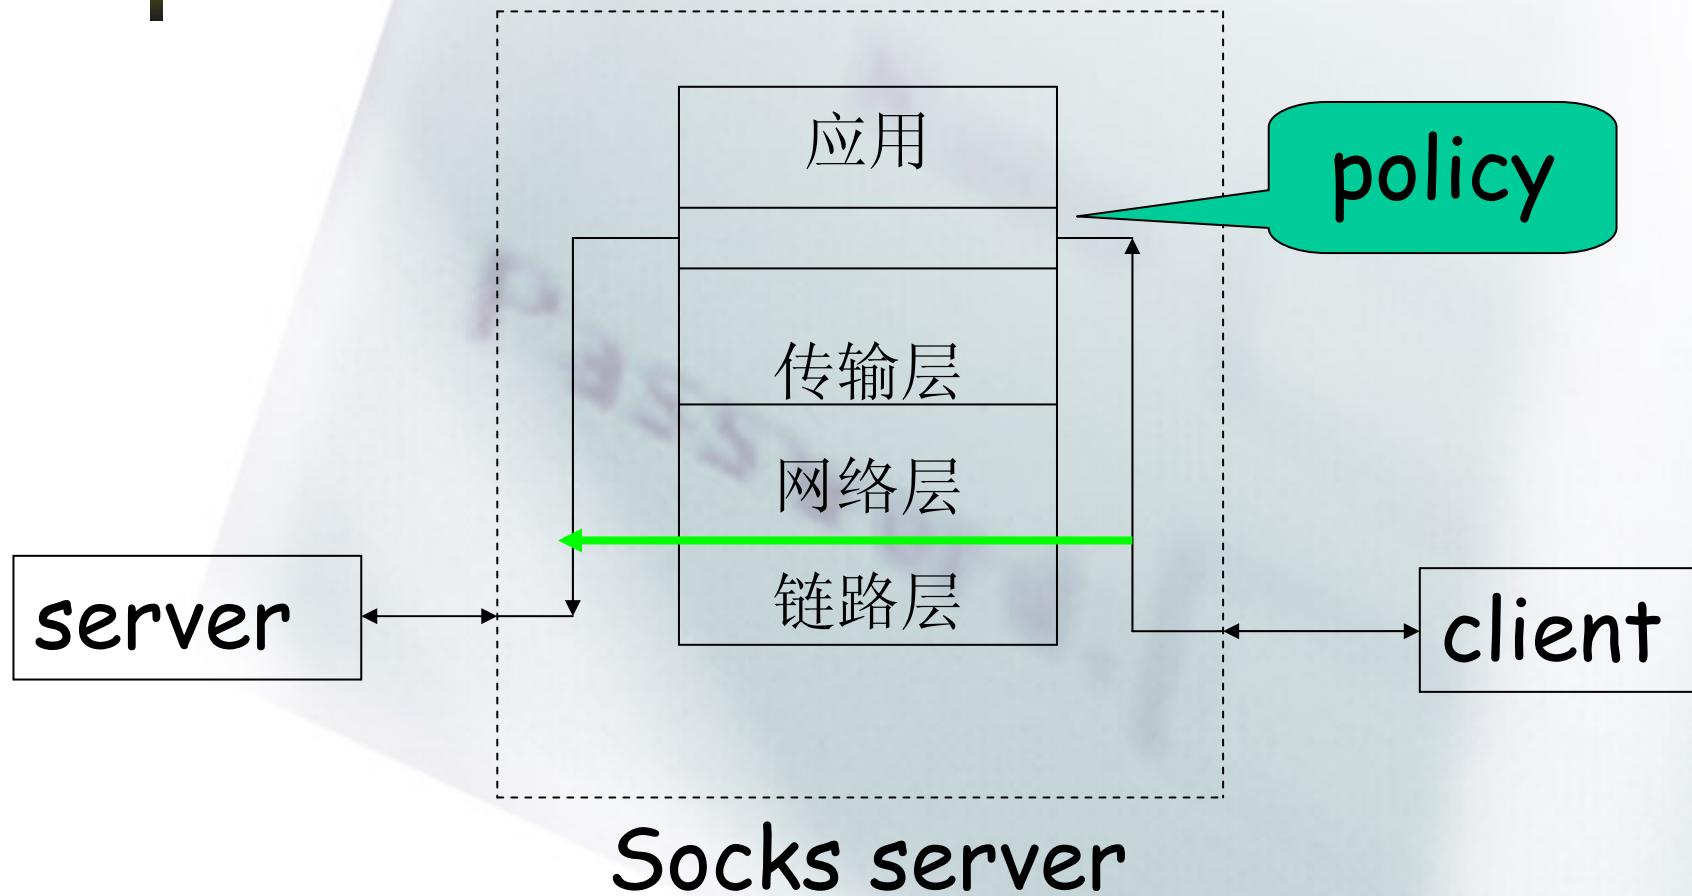 应用
policy
传输层
网络层
链路层
server
client
Socks server